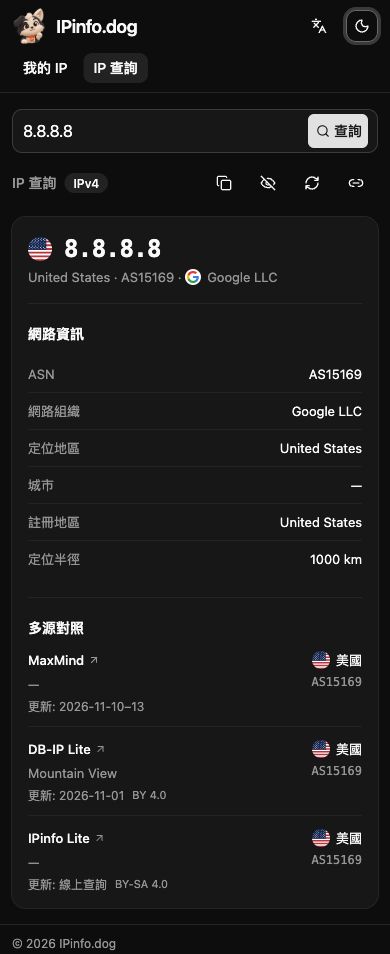 IPinfo.dog
我的 IP
IP 查詢
8.8.8.8
查詢
IP 查詢 IPv4
8.8.8.8
United States · AS15169 · Google LLC
網路資訊
ASN AS15169
網路組織 Google LLC
定位地區 United States
城市 —
註冊地區 United States
定位半徑 1000 km
多源對照
MaxMind ↗ 美國
— AS15169
更新: 2026-11-10–13
DB-IP Lite ↗ 美國
Mountain View AS15169
更新: 2026-11-01 BY 4.0
IPinfo Lite ↗ 美國
— AS15169
更新: 線上查詢 BY-SA 4.0
© 2026 IPinfo.dog